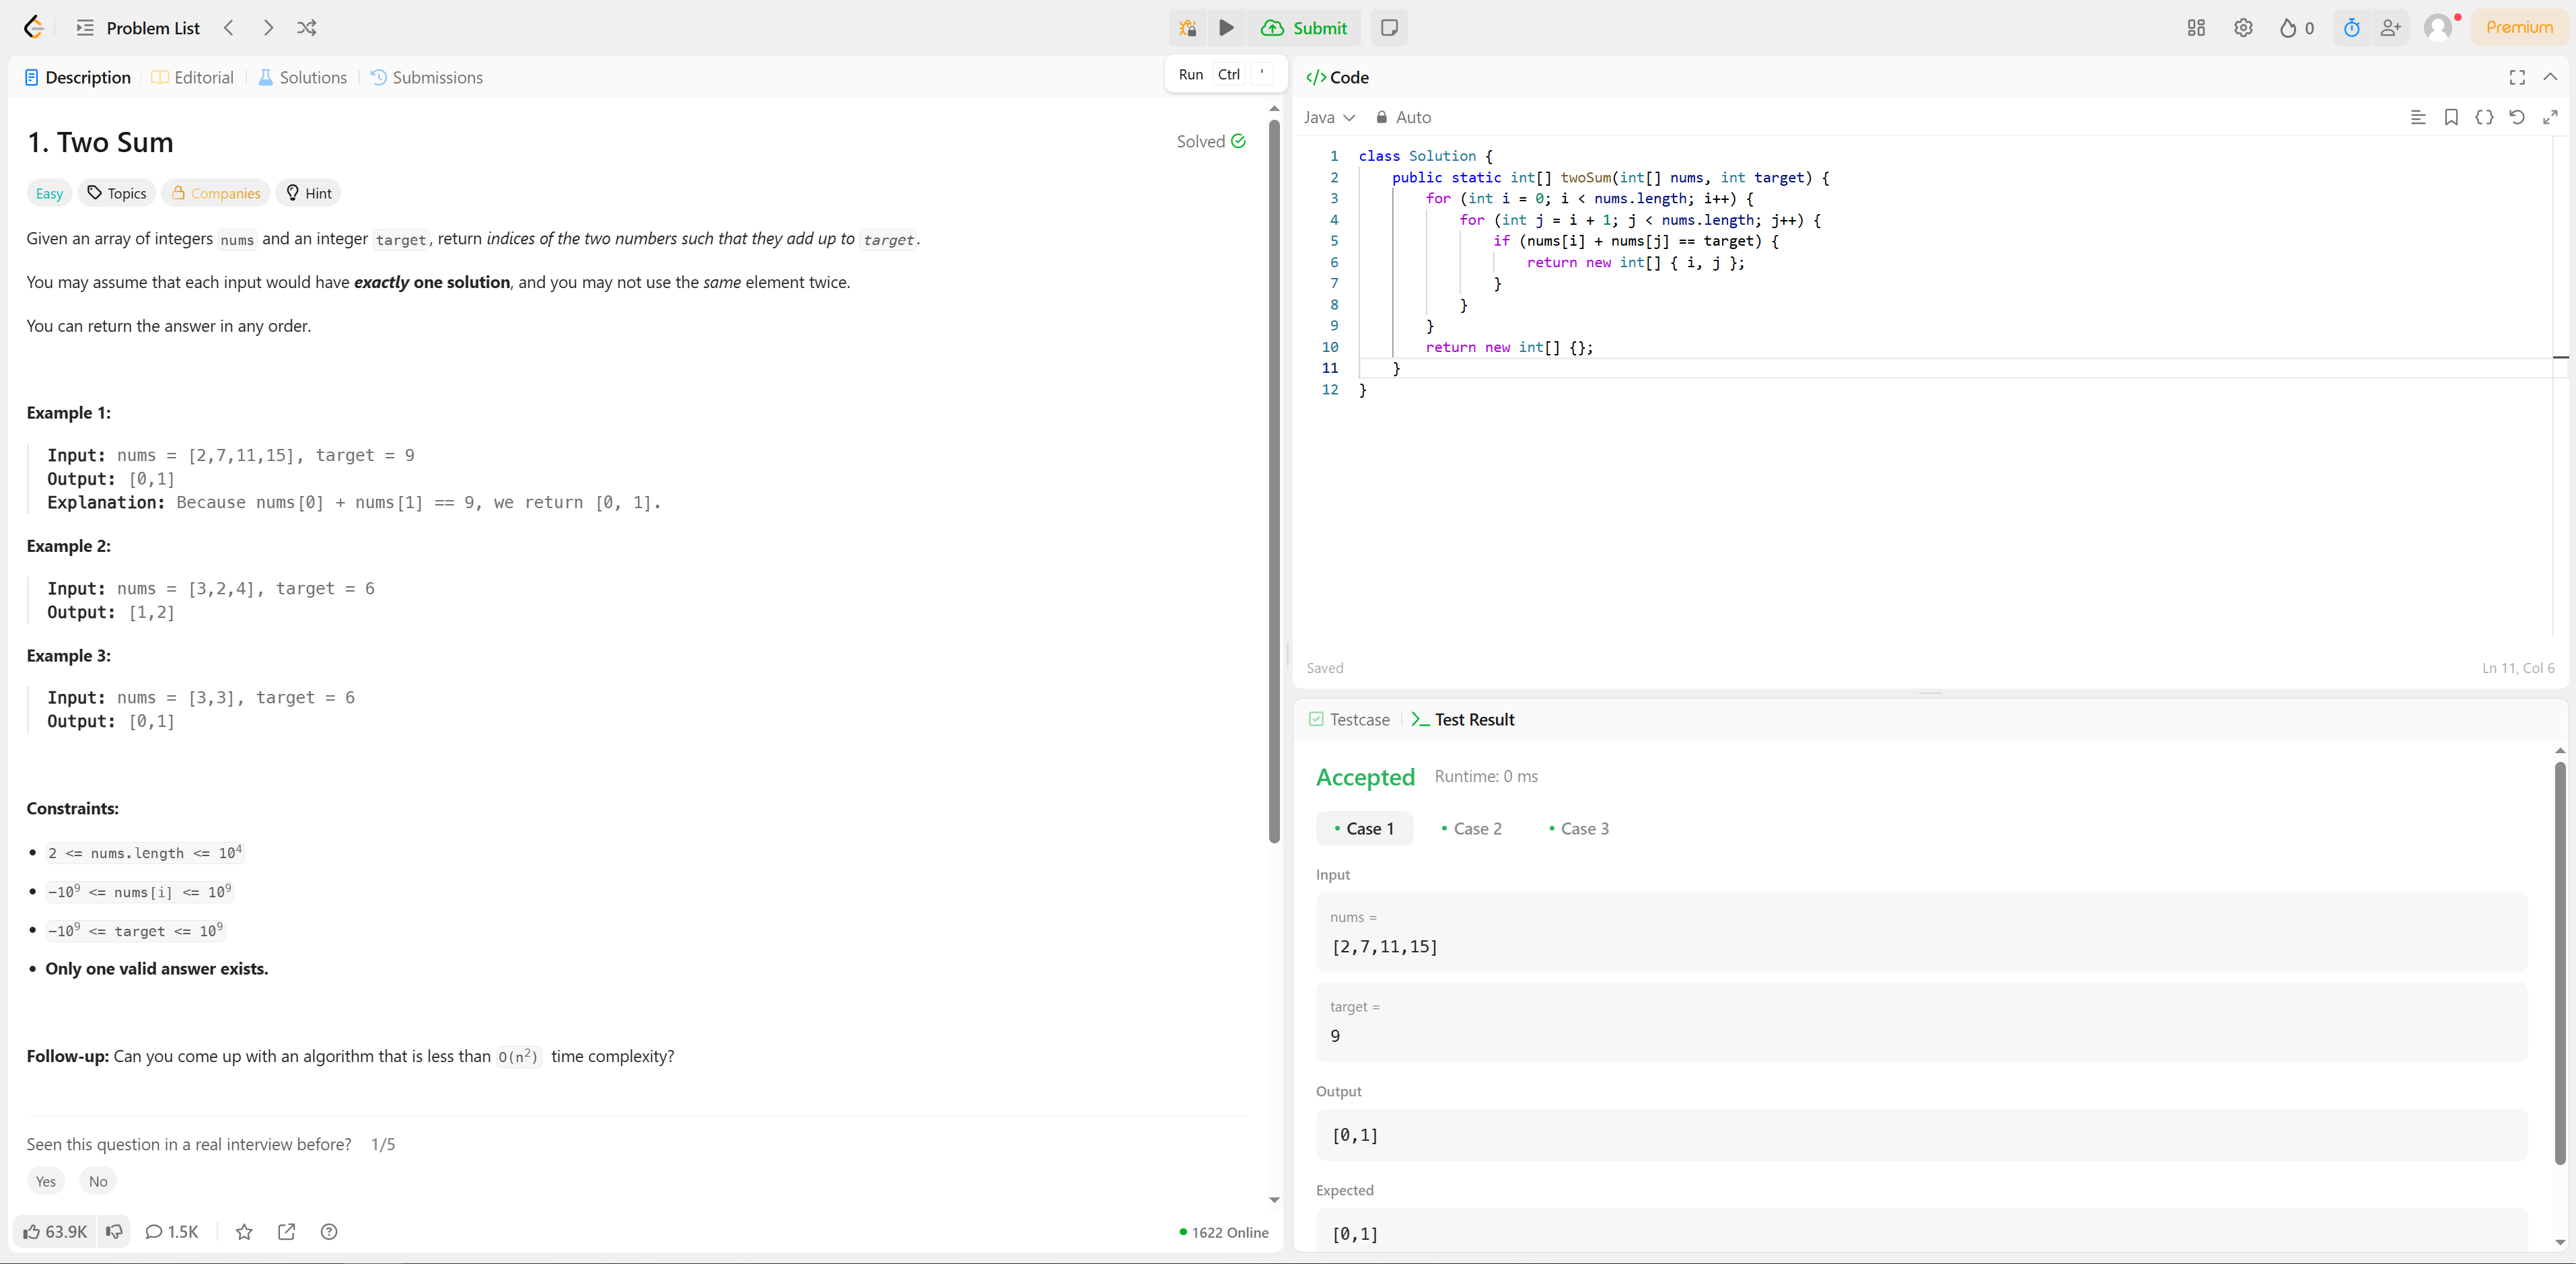 Problem List
Submit
0
Premium
Description
Editorial
Solutions
Submissions
Run Ctrl '
1. Two Sum
Solved
Easy
Topics
Companies
Hint
Given an array of integers nums and an integer target, return indices of the two numbers such that they add up to target.
You may assume that each input would have exactly one solution, and you may not use the same element twice.
You can return the answer in any order.
Example 1:
Input: nums = [2,7,11,15], target = 9
Output: [0,1]
Explanation: Because nums[0] + nums[1] == 9, we return [0, 1].
Example 2:
Input: nums = [3,2,4], target = 6
Output: [1,2]
Example 3:
Input: nums = [3,3], target = 6
Output: [0,1]
Constraints:
• 2 <= nums.length <= 10⁴
• -10⁹ <= nums[i] <= 10⁹
• -10⁹ <= target <= 10⁹
• Only one valid answer exists.
Follow-up: Can you come up with an algorithm that is less than O(n²) time complexity?
Seen this question in a real interview before? 1/5
Yes
No
63.9K
1.5K
1622 Online
</> Code
Java
Auto
1 class Solution {
2     public static int[] twoSum(int[] nums, int target) {
3         for (int i = 0; i < nums.length; i++) {
4             for (int j = i + 1; j < nums.length; j++) {
5                 if (nums[i] + nums[j] == target) {
6                     return new int[] { i, j };
7                 }
8             }
9         }
10         return new int[] {};
11     }
12 }
Saved
Ln 11, Col 6
Testcase
Test Result
Accepted
Runtime: 0 ms
• Case 1
• Case 2
• Case 3
Input
nums =
[2,7,11,15]
target =
9
Output
[0,1]
Expected
[0,1]